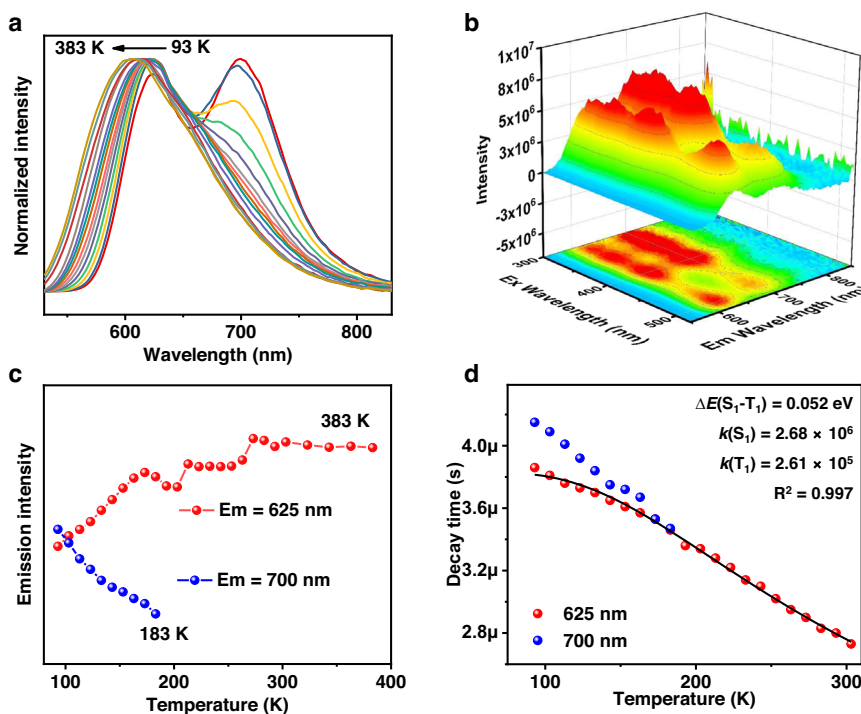 a
383 K
93 K
Normalized intensity
600
700
800
Wavelength (nm)
b
1x10⁷
8x10⁶
5x10⁶
3x10⁶
0
-3x10⁶
-5x10⁶
Intensity
300
400
500
Ex Wavelength (nm)
600
700
800
Em Wavelength (nm)
c
383 K
Em = 625 nm
Em = 700 nm
183 K
Emission intensity
100
200
300
400
Temperature (K)
d
ΔE(S₁-T₁) = 0.052 eV
k(S₁) = 2.68 × 10⁶
k(T₁) = 2.61 × 10⁵
R² = 0.997
4.0µ
3.6µ
3.2µ
2.8µ
Decay time (s)
625 nm
700 nm
100
200
300
Temperature (K)